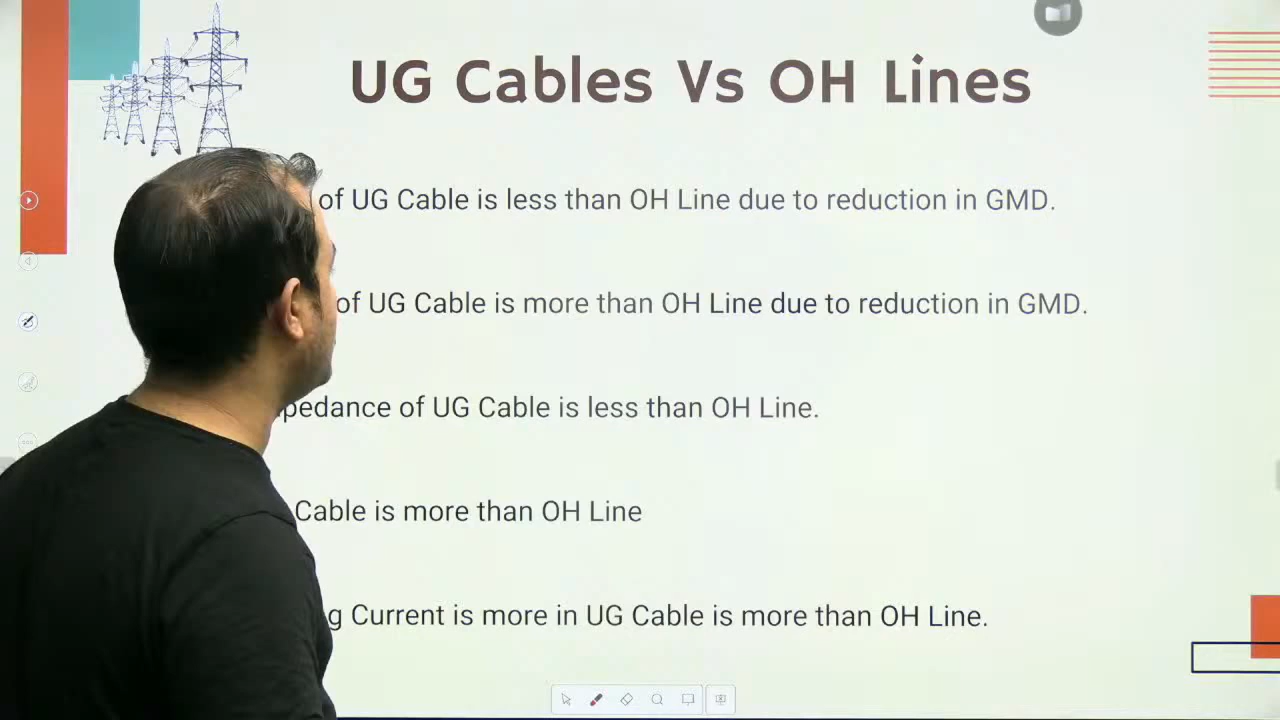 UG Cables Vs OH Lines
of UG Cable is less than OH Line due to reduction in GMD.
of UG Cable is more than OH Line due to reduction in GMD.
pedance of UG Cable is less than OH Line.
Cable is more than OH Line
g Current is more in UG Cable is more than OH Line.